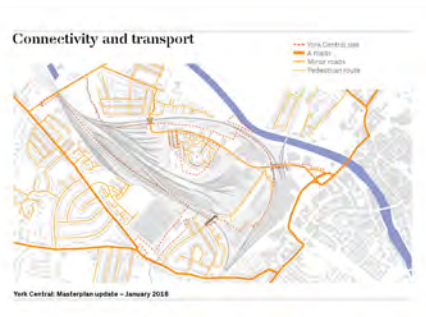 Connectivity and transport
York Central site
A roads
Minor roads
Pedestrian route
York Central: Masterplan update – January 2018